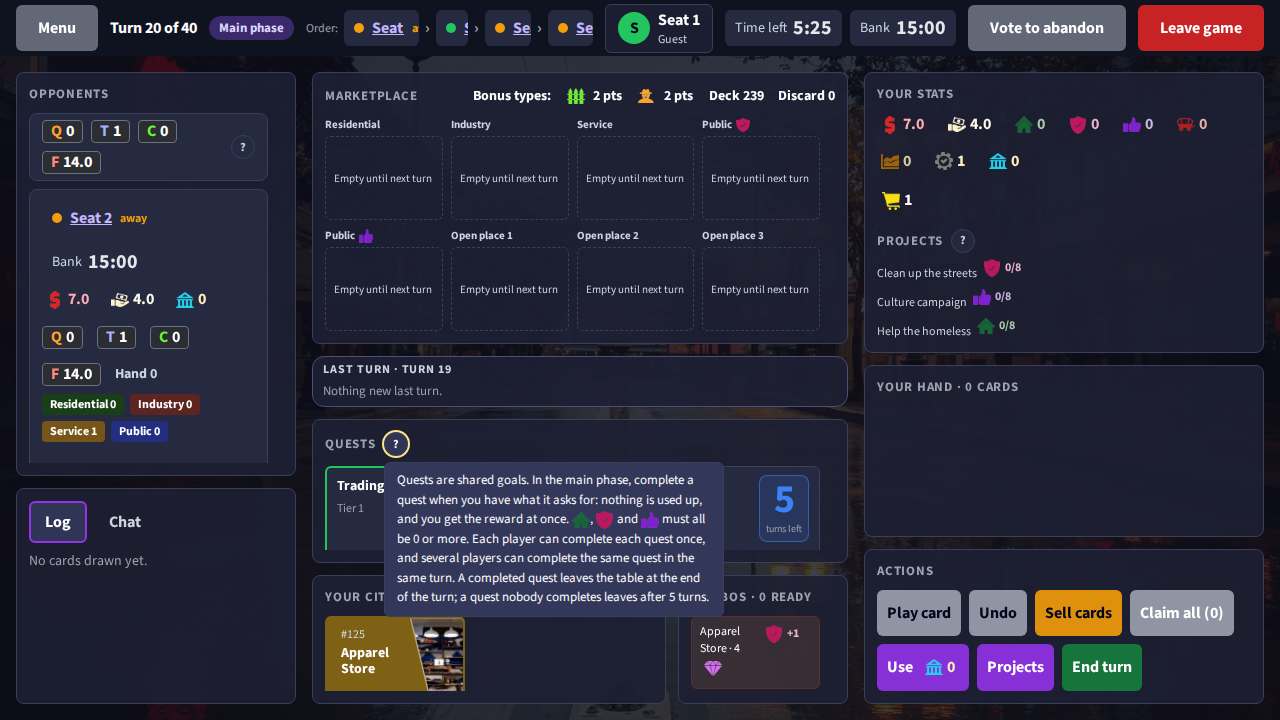 Menu
Turn 20 of 40
Main phase
Order:
Seat
›
›
Se
›
Se
S
Seat 1
Guest
Time left 5:25
Bank 15:00
Vote to abandon
Leave game
OPPONENTS
Q 0
T 1
C 0
F 14.0
?
Seat 2 away
Bank 15:00
7.0
4.0
0
Q 0
T 1
C 0
F 14.0
Hand 0
Residential 0
Industry 0
Service 1
Public 0
Log
Chat
No cards drawn yet.
MARKETPLACE
Bonus types:
2 pts
2 pts
Deck 239
Discard 0
Residential
Industry
Service
Public
Empty until next turn
Empty until next turn
Empty until next turn
Empty until next turn
Public
Open place 1
Open place 2
Open place 3
Empty until next turn
Empty until next turn
Empty until next turn
Empty until next turn
LAST TURN · TURN 19
Nothing new last turn.
QUESTS ?
Trading
Tier 1
5
turns left
Quests are shared goals. In the main phase, complete a
quest when you have what it asks for: nothing is used up,
and you get the reward at once. , and must all
be 0 or more. Each player can complete each quest once,
and several players can complete the same quest in the
same turn. A completed quest leaves the table at the end
of the turn; a quest nobody completes leaves after 5 turns.
YOUR CIT
#125
Apparel
Store
BOS · 0 READY
Apparel
Store · 4
+1
YOUR STATS
7.0
4.0
0
0
0
0
0
1
0
1
PROJECTS ?
Clean up the streets 0/8
Culture campaign 0/8
Help the homeless 0/8
YOUR HAND · 0 CARDS
ACTIONS
Play card
Undo
Sell cards
Claim all (0)
Use 0
Projects
End turn